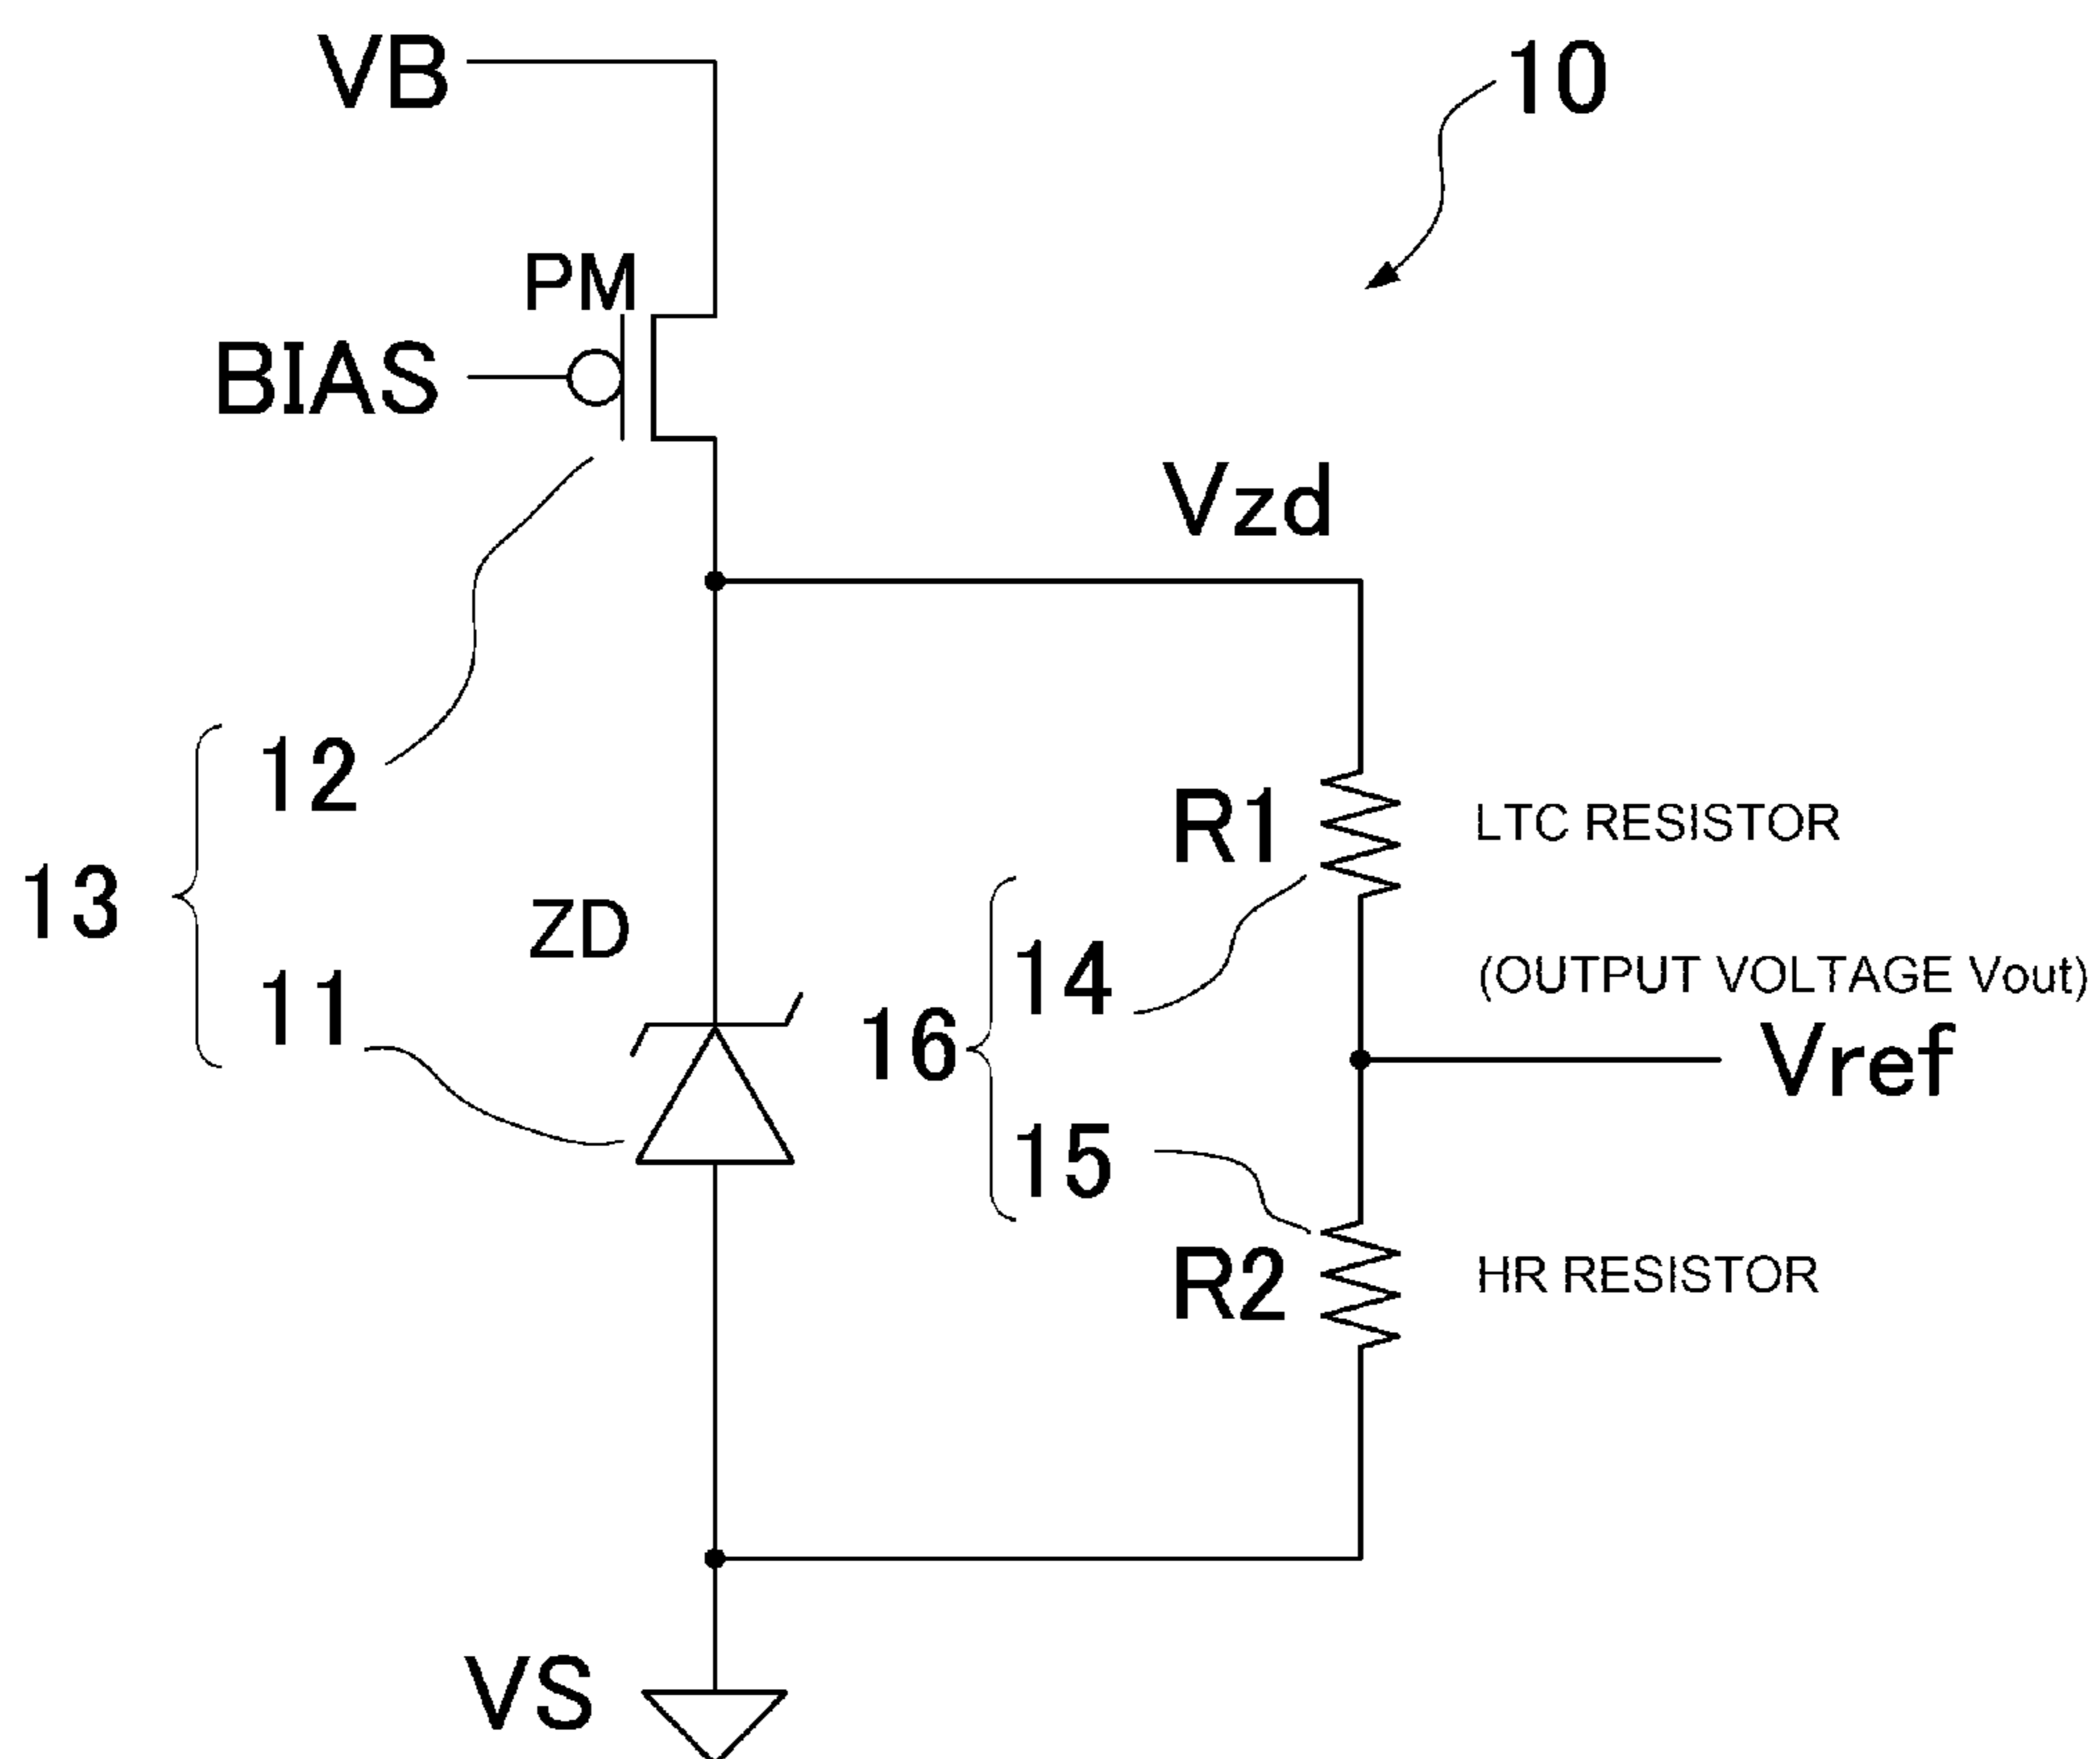 VB
10
PM
BIAS
Vzd
12
R1
LTC RESISTOR
13
ZD
14
(OUTPUT VOLTAGE Vout)
11
16
Vref
15
R2
HR RESISTOR
VS